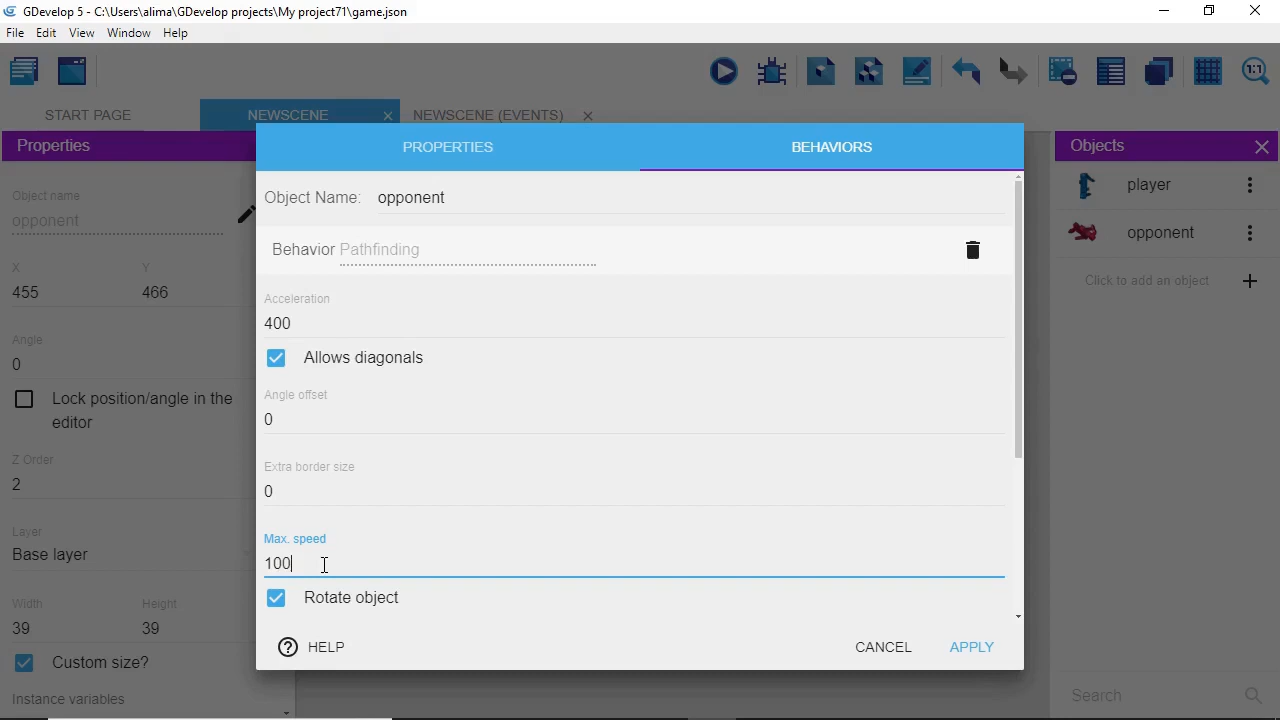 GDevelop 5 - C:\Users\alima\GDevelop projects\My project71\game.json
File Edit View Window Help
1:1
START PAGE NEWSCENE NEWSCENE (EVENTS)
Properties
Object name
opponent
X Y
455 466
Angle
0
Lock position/angle in the
editor
Z Order
2
Layer
Base layer
Width Height
39 39
Custom size?
Instance variables
PROPERTIES BEHAVIORS
Object Name: opponent
Behavior Pathfinding
Acceleration
400
Allows diagonals
Angle offset
0
Extra border size
0
Max. speed
100
Rotate object
? HELP CANCEL APPLY
Objects
player
opponent
Click to add an object
Search